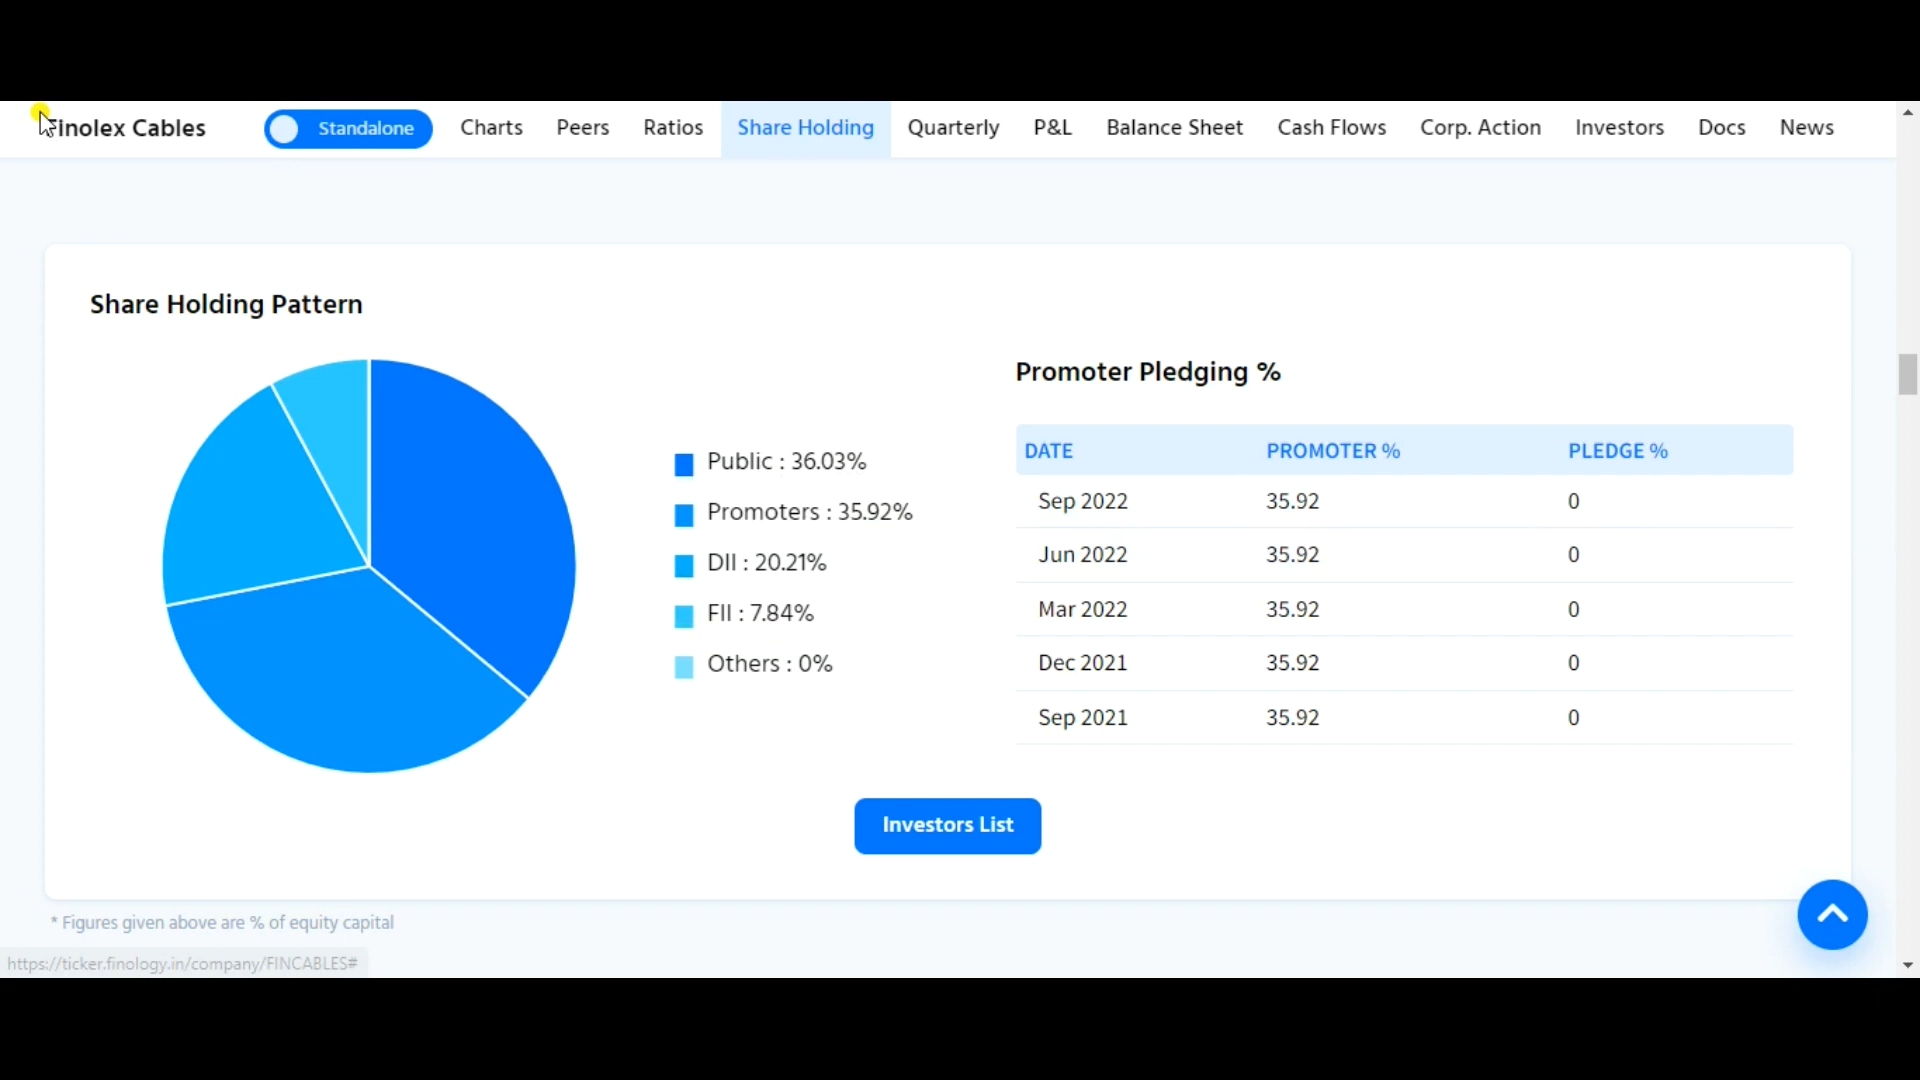 Finolex Cables
Standalone
Charts
Peers
Ratios
Share Holding
Quarterly
P&L
Balance Sheet
Cash Flows
Corp. Action
Investors
Docs
News
Share Holding Pattern
Public : 36.03%
Promoters : 35.92%
DII : 20.21%
FII : 7.84%
Others : 0%
Promoter Pledging %
DATE PROMOTER % PLEDGE %
Sep 2022 35.92 0
Jun 2022 35.92 0
Mar 2022 35.92 0
Dec 2021 35.92 0
Sep 2021 35.92 0
Investors List
* Figures given above are % of equity capital
https://ticker.finology.in/company/FINCABLES#